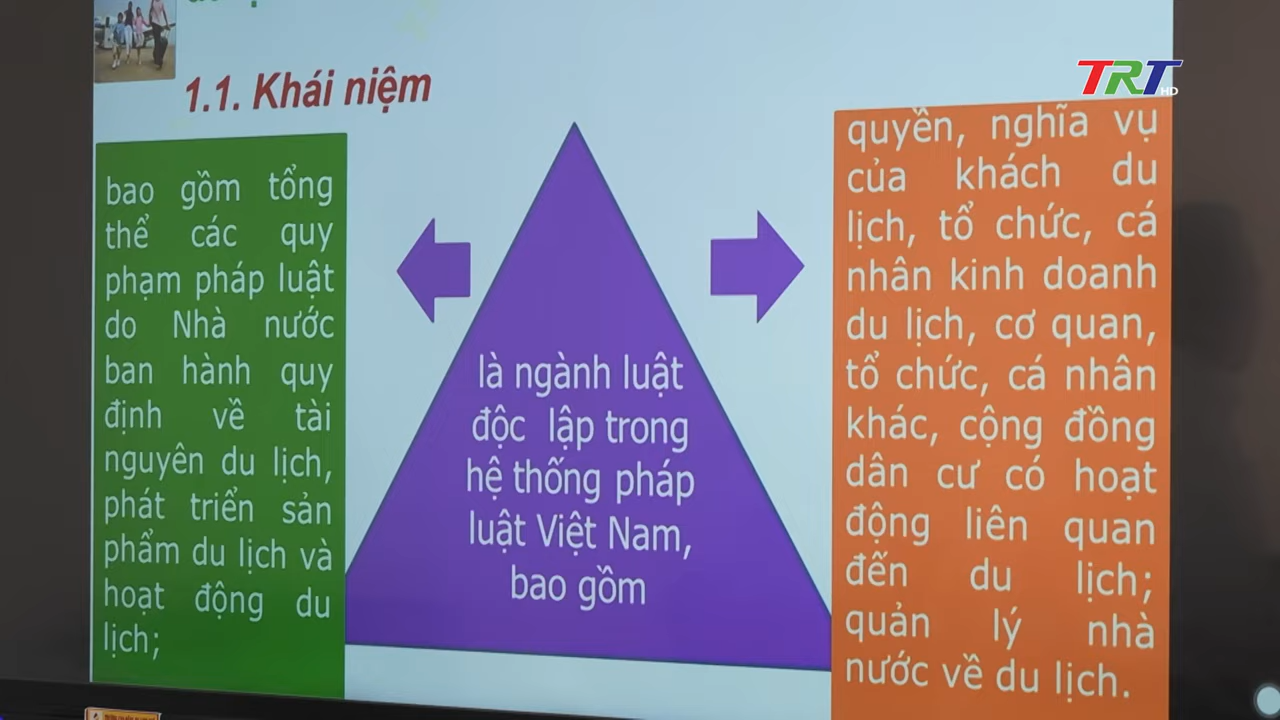 TRT HD
1.1. Khái niệm
bao gồm tổng
thể các quy
phạm pháp luật
do Nhà nước
ban hành quy
định về tài
nguyên du lịch,
phát triển sản
phẩm du lịch và
hoạt động du
lịch;
là ngành luật
độc lập trong
hệ thống pháp
luật Việt Nam,
bao gồm
quyền, nghĩa vụ
của khách du
lịch, tổ chức, cá
nhân kinh doanh
du lịch, cơ quan,
tổ chức, cá nhân
khác, cộng đồng
dân cư có hoạt
động liên quan
đến du lịch;
quản lý nhà
nước về du lịch.